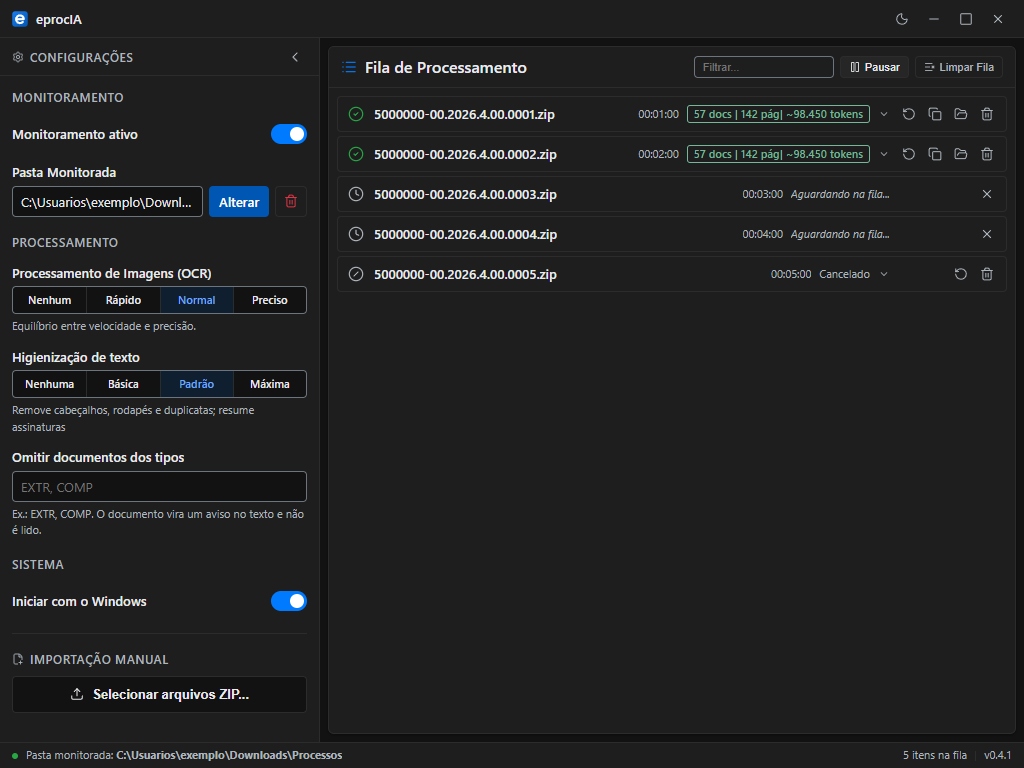 e eprocIA
CONFIGURAÇÕES
MONITORAMENTO
Monitoramento ativo
Pasta Monitorada
C:\Usuarios\exemplo\Downl...
Alterar
PROCESSAMENTO
Processamento de Imagens (OCR)
Nenhum Rápido Normal Preciso
Equilíbrio entre velocidade e precisão.
Higienização de texto
Nenhuma Básica Padrão Máxima
Remove cabeçalhos, rodapés e duplicatas; resume
assinaturas
Omitir documentos dos tipos
EXTR, COMP
Ex.: EXTR, COMP. O documento vira um aviso no texto e não
é lido.
SISTEMA
Iniciar com o Windows
IMPORTAÇÃO MANUAL
Selecionar arquivos ZIP...
Fila de Processamento
Filtrar...
Pausar
Limpar Fila
5000000-00.2026.4.00.0001.zip 00:01:00 57 docs | 142 pág| ~98.450 tokens
5000000-00.2026.4.00.0002.zip 00:02:00 57 docs | 142 pág| ~98.450 tokens
5000000-00.2026.4.00.0003.zip 00:03:00 Aguardando na fila...
5000000-00.2026.4.00.0004.zip 00:04:00 Aguardando na fila...
5000000-00.2026.4.00.0005.zip 00:05:00 Cancelado
Pasta monitorada: C:\Usuarios\exemplo\Downloads\Processos
5 itens na fila v0.4.1